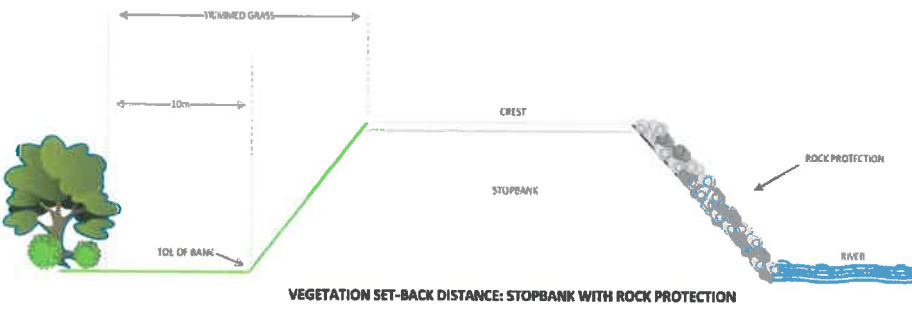 TRIMMED GRASS
10m
CREST
ROCK PROTECTION
STOPBANK
TOE OF BANK
RIVER
VEGETATION SET-BACK DISTANCE: STOPBANK WITH ROCK PROTECTION